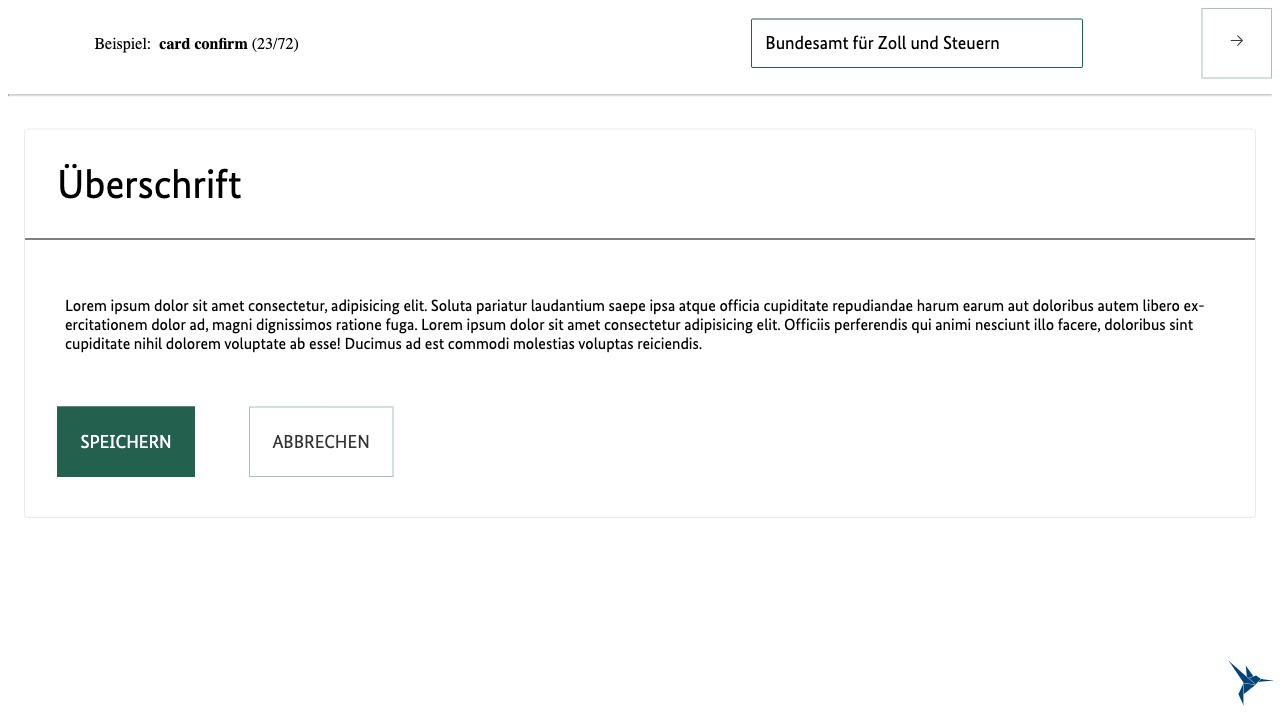 Beispiel: card confirm (23/72)
Bundesamt für Zoll und Steuern
→
Überschrift
Lorem ipsum dolor sit amet consectetur, adipisicing elit. Soluta pariatur laudantium saepe ipsa atque officia cupiditate repudiandae harum earum aut doloribus autem libero ex-
ercitationem dolor ad, magni dignissimos ratione fuga. Lorem ipsum dolor sit amet consectetur adipisicing elit. Officiis perferendis qui animi nesciunt illo facere, doloribus sint
cupiditate nihil dolorem voluptate ab esse! Ducimus ad est commodi molestias voluptas reiciendis.
SPEICHERN
ABBRECHEN